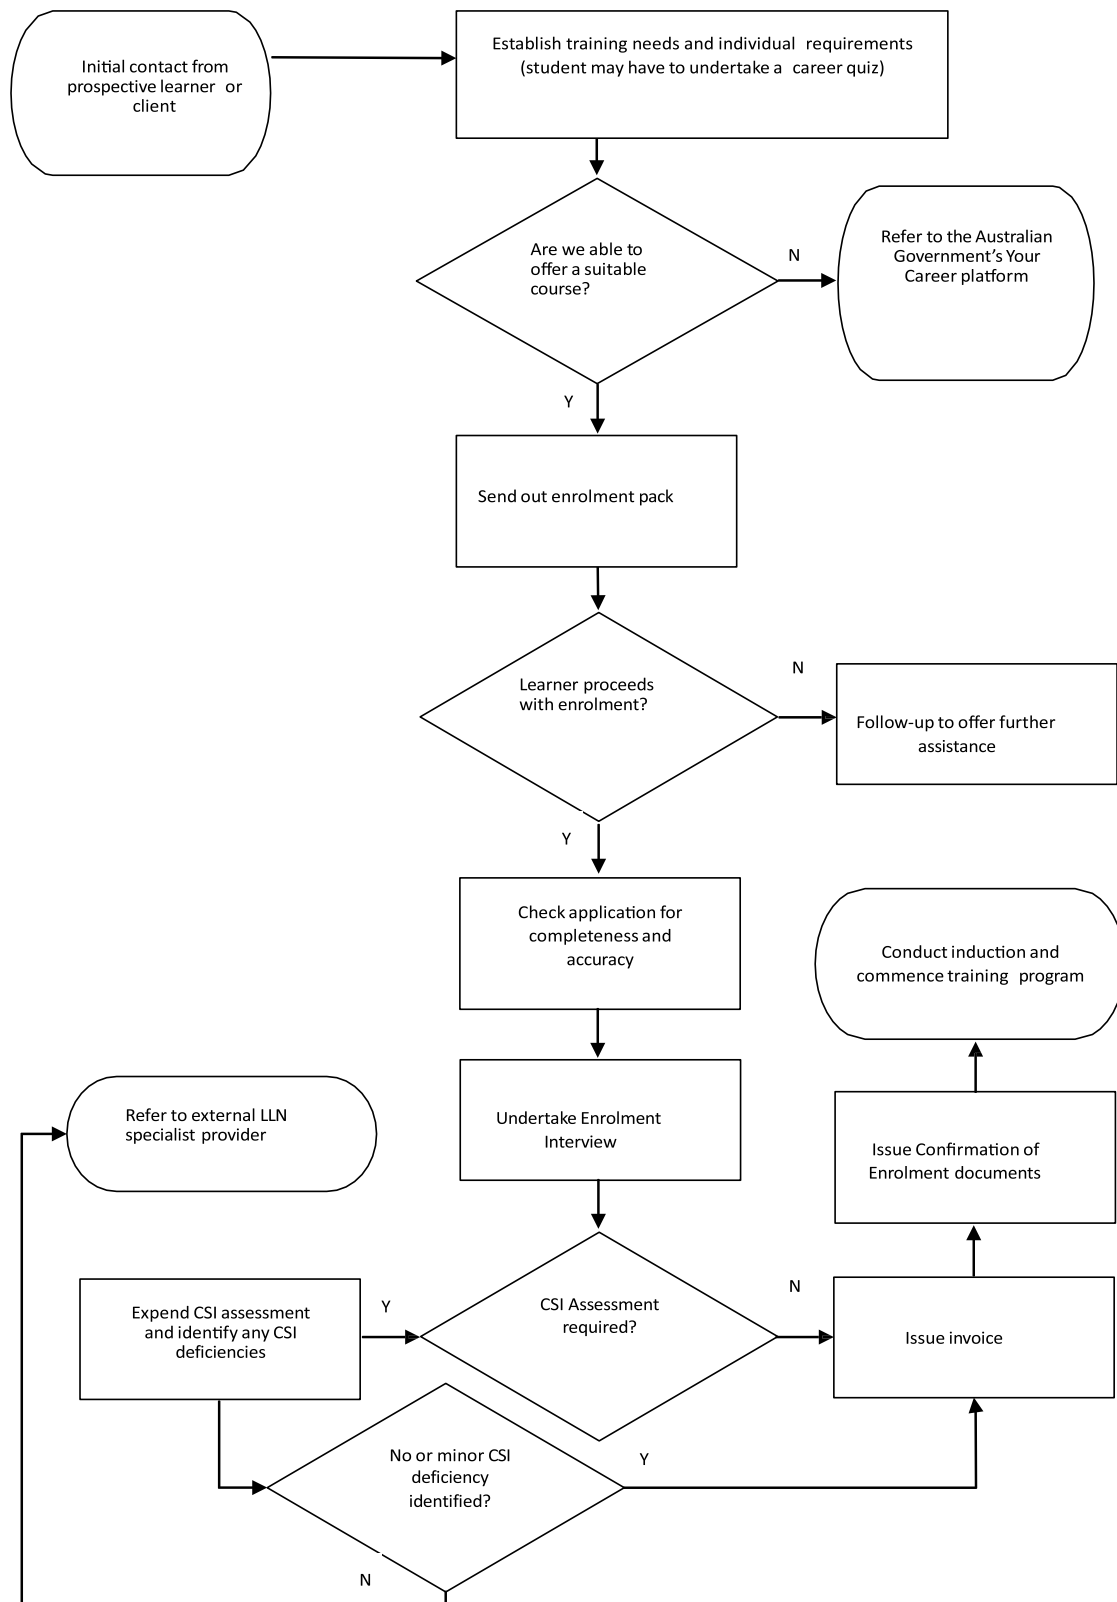 Initial contact from
prospective learner or
client
Establish training needs and individual requirements
(student may have to undertake a career quiz)
Are we able to
offer a suitable
course?
N
Refer to the Australian
Government's Your
Career platform
Y
Send out enrolment pack
Learner proceeds
with enrolment?
N
Follow-up to offer further
assistance
Y
Check application for
completeness and
accuracy
Conduct induction and
commence training program
Undertake Enrolment
Interview
Refer to external LLN
specialist provider
Issue Confirmation of
Enrolment documents
Expend CSI assessment
and identify any CSI
deficiencies
Y
CSI Assessment
required?
N
Issue invoice
No or minor CSI
deficiency
identified?
Y
N